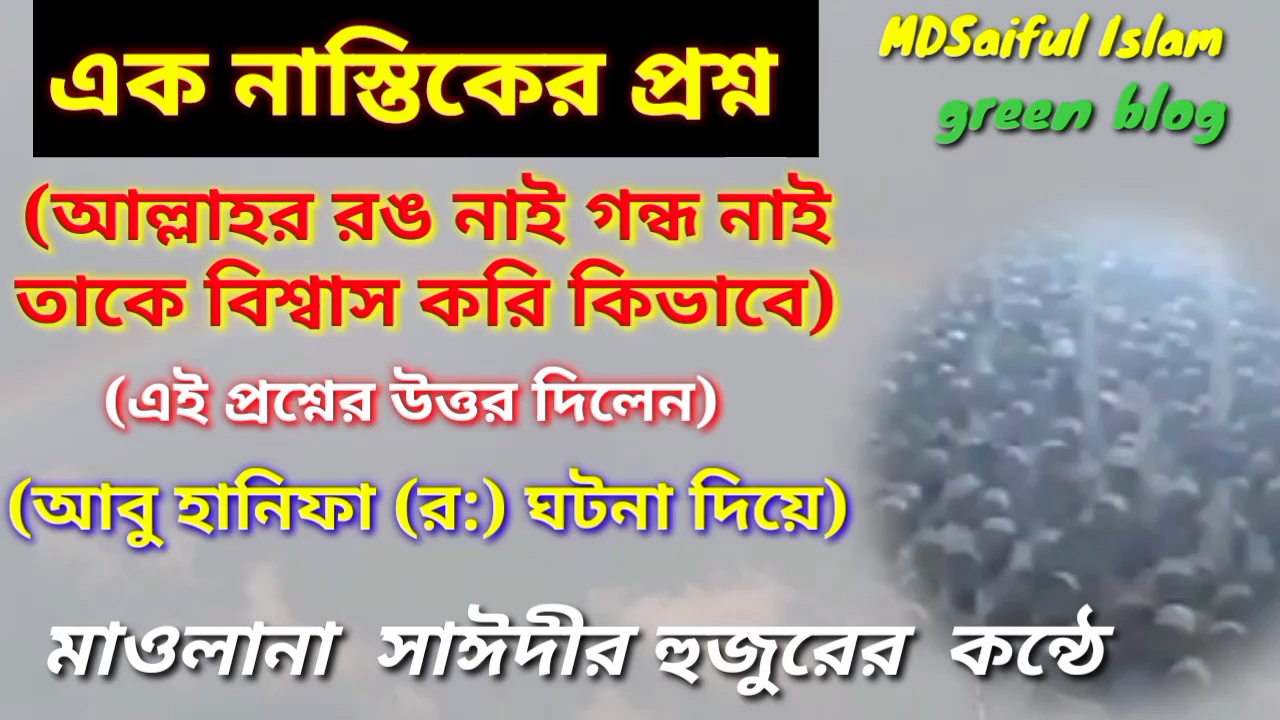 এক নাস্তিকের প্রশ্ন
MDSaiful Islam
green blog
(আল্লাহর রঙ নাই গন্ধ নাই
তাকে বিশ্বাস করি কিভাবে)
(এই প্রশ্নের উত্তর দিলেন)
(আবু হানিফা (র:) ঘটনা দিয়ে)
মাওলানা সাঈদীর হুজুরের কন্ঠে